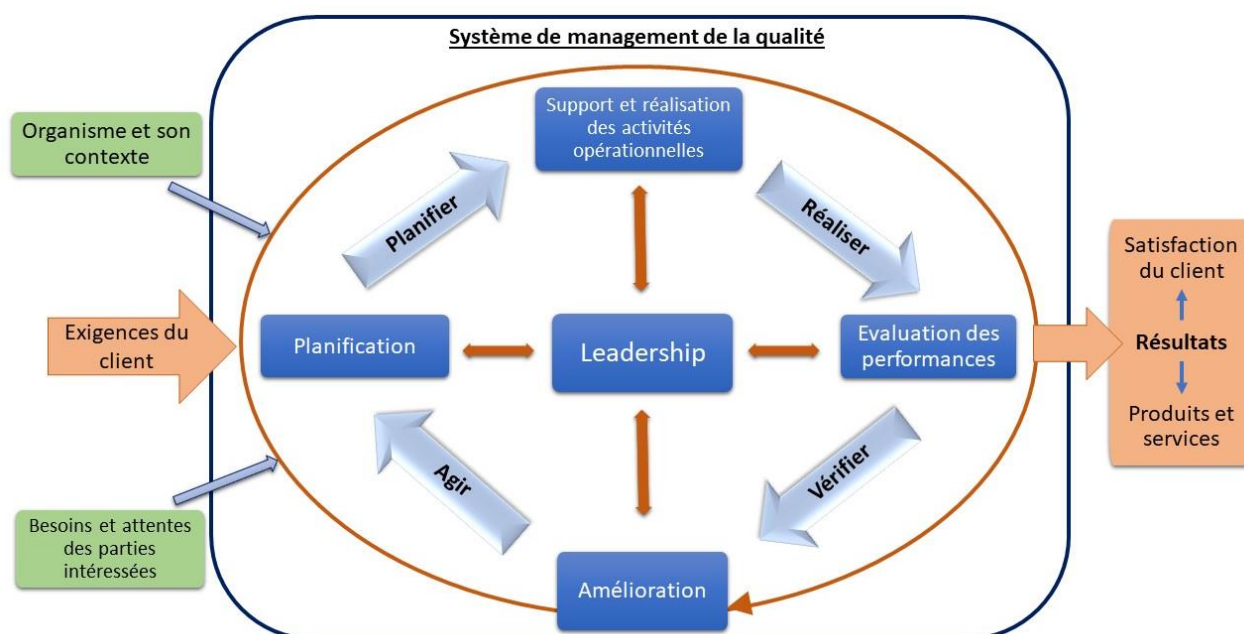 Système de management de la qualité
Support et réalisation
des activités
opérationnelles
Organisme et son
contexte
Planifier
Réaliser
Satisfaction
du client
Exigences du
client
Planification
Leadership
Evaluation des
performances
Résultats
Produits et
services
Agir
Vérifier
Besoins et attentes
des parties
intéressées
Amélioration